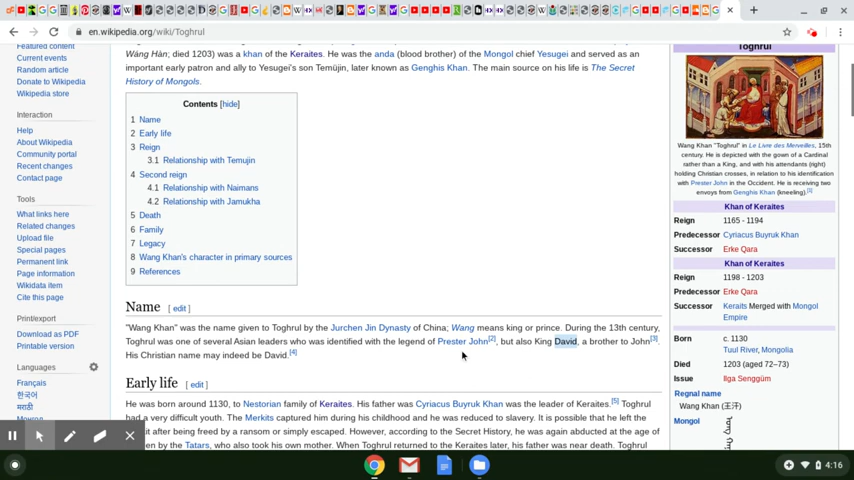 en.wikipedia.org/wiki/Toghrul
Featured content
Current events
Random article
Donate to Wikipedia
Wikipedia store
Interaction
Help
About Wikipedia
Community portal
Recent changes
Contact page
Tools
What links here
Related changes
Upload file
Special pages
Permanent link
Page information
Wikidata item
Cite this page
Print/export
Download as PDF
Printable version
Languages
Français
한국어
मराठी
Wáng Hàn; died 1203) was a khan of the Keraites. He was the anda (blood brother) of the Mongol chief Yesugei and served as an
important early patron and ally to Yesugei's son Temüjin, later known as Genghis Khan. The main source on his life is The Secret
History of Mongols.
Contents [hide]
1 Name
2 Early life
3 Reign
3.1 Relationship with Temujin
4 Second reign
4.1 Relationship with Naimans
4.2 Relationship with Jamukha
5 Death
6 Family
7 Legacy
8 Wang Khan's character in primary sources
9 References
Name [ edit ]
"Wang Khan" was the name given to Toghrul by the Jurchen Jin Dynasty of China; Wang means king or prince. During the 13th century,
Toghrul was one of several Asian leaders who was identified with the legend of Prester John[2], but also King David, a brother to John[3].
His Christian name may indeed be David.[4]
Early life [ edit ]
He was born around 1130, to Nestorian family of Keraites. His father was Cyriacus Buyruk Khan was the leader of Keraites.[5] Toghrul
had a very difficult youth. The Merkits captured him during his childhood and he was reduced to slavery. It is possible that he left the
it after being freed by a ransom or simply escaped. However, according to the Secret History, he was again abducted at the age of
en by the Tatars, who also took his own mother. When Toghrul returned to the Keraites later, his father was near death. Toghrul
Toghrul
Wang Khan "Toghrul" in Le Livre des Merveilles, 15th
century. He is depicted with the gown of a Cardinal
rather than a King, and with his attendants (right)
holding Christian crosses, in relation to his identification
with Prester John in the Occident. He is receiving two
envoys from Genghis Khan (kneeling).[1]
Khan of Keraites
Reign 1165 - 1194
Predecessor Cyriacus Buyruk Khan
Successor Erke Qara
Khan of Keraites
Reign 1198 - 1203
Predecessor Erke Qara
Successor Keraits Merged with Mongol
Empire
Born c. 1130
Tuul River, Mongolia
Died 1203 (aged 72–73)
Issue Ilqa Senggüm
Regnal name
Wang Khan (王汗)
Mongol
4:16